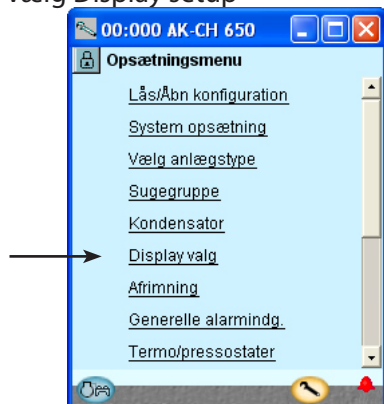 Vælg Display setup
00:000 AK-CH 650
Opsætningsmenu
Lås/Åbn konfiguration
System opsætning
Vælg anlægstype
Sugegruppe
Kondensator
Display valg
Afrimning
Generelle alarmindg.
Termo/pressostater